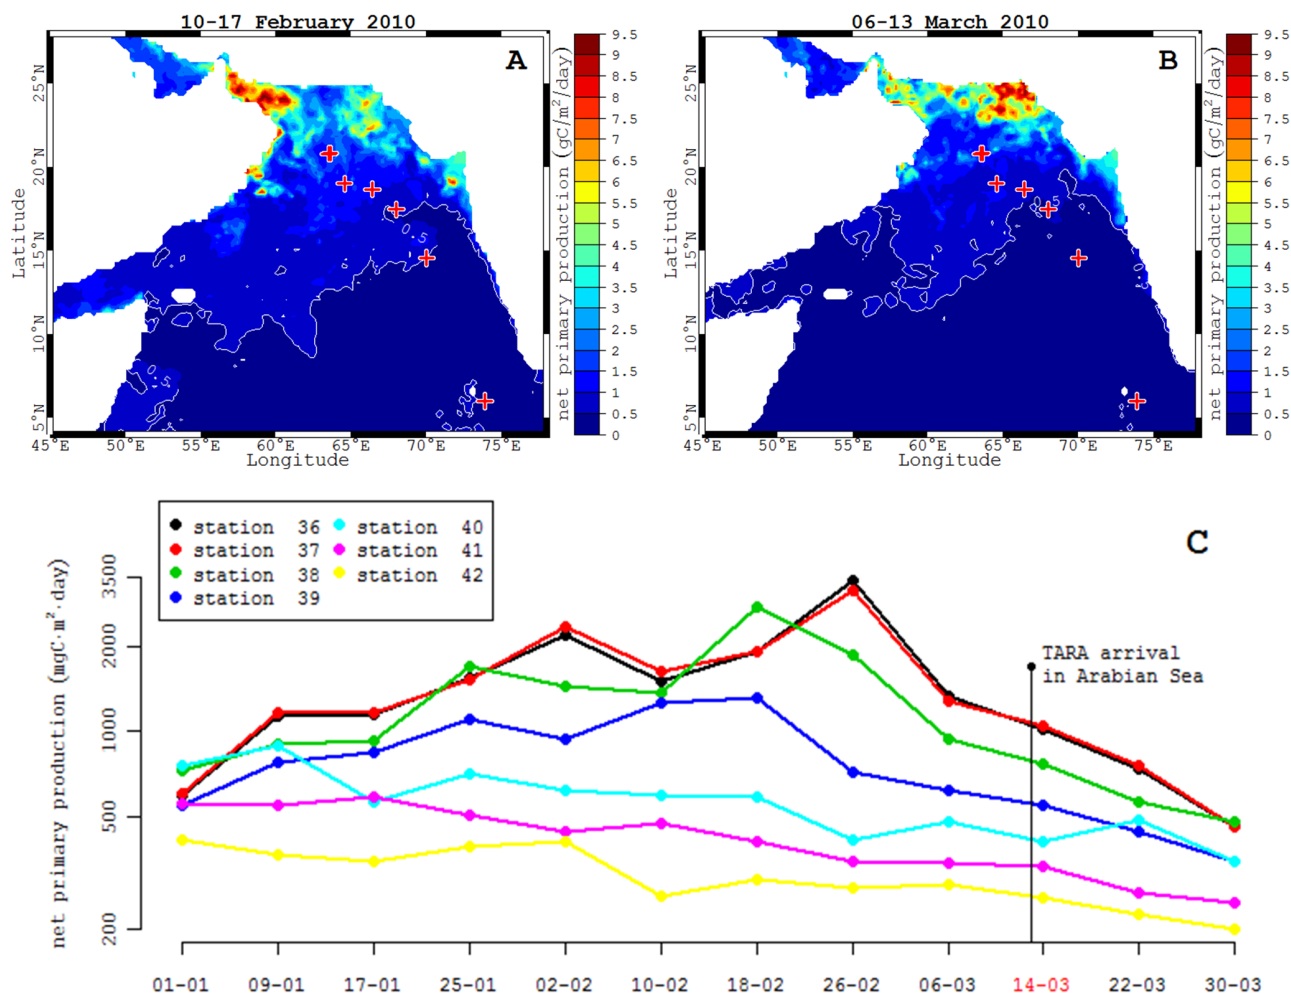 10-17 February 2010
A
25°N
20°N
15°N
10°N
5°N
Latitude
0.5
45°E 50°E 55°E 60°E 65°E 70°E 75°E
Longitude
9.5
9
8.5
8
7.5
7
6.5
6
5.5
5
4.5
4
3.5
3
2.5
2
1.5
1
0.5
0
net primary production (gC/m²/day)
06-13 March 2010
B
25°N
20°N
15°N
10°N
5°N
Latitude
0.5
45°E 50°E 55°E 60°E 65°E 70°E 75°E
Longitude
9.5
9
8.5
8
7.5
7
6.5
6
5.5
5
4.5
4
3.5
3
2.5
2
1.5
1
0.5
0
net primary production (gC/m²/day)
C
station 36
station 37
station 38
station 39
station 40
station 41
station 42
3500
2000
1000
500
200
net primary production (mgC·m²·day)
TARA arrival
in Arabian Sea
01-01 09-01 17-01 25-01 02-02 10-02 18-02 26-02 06-03 14-03 22-03 30-03